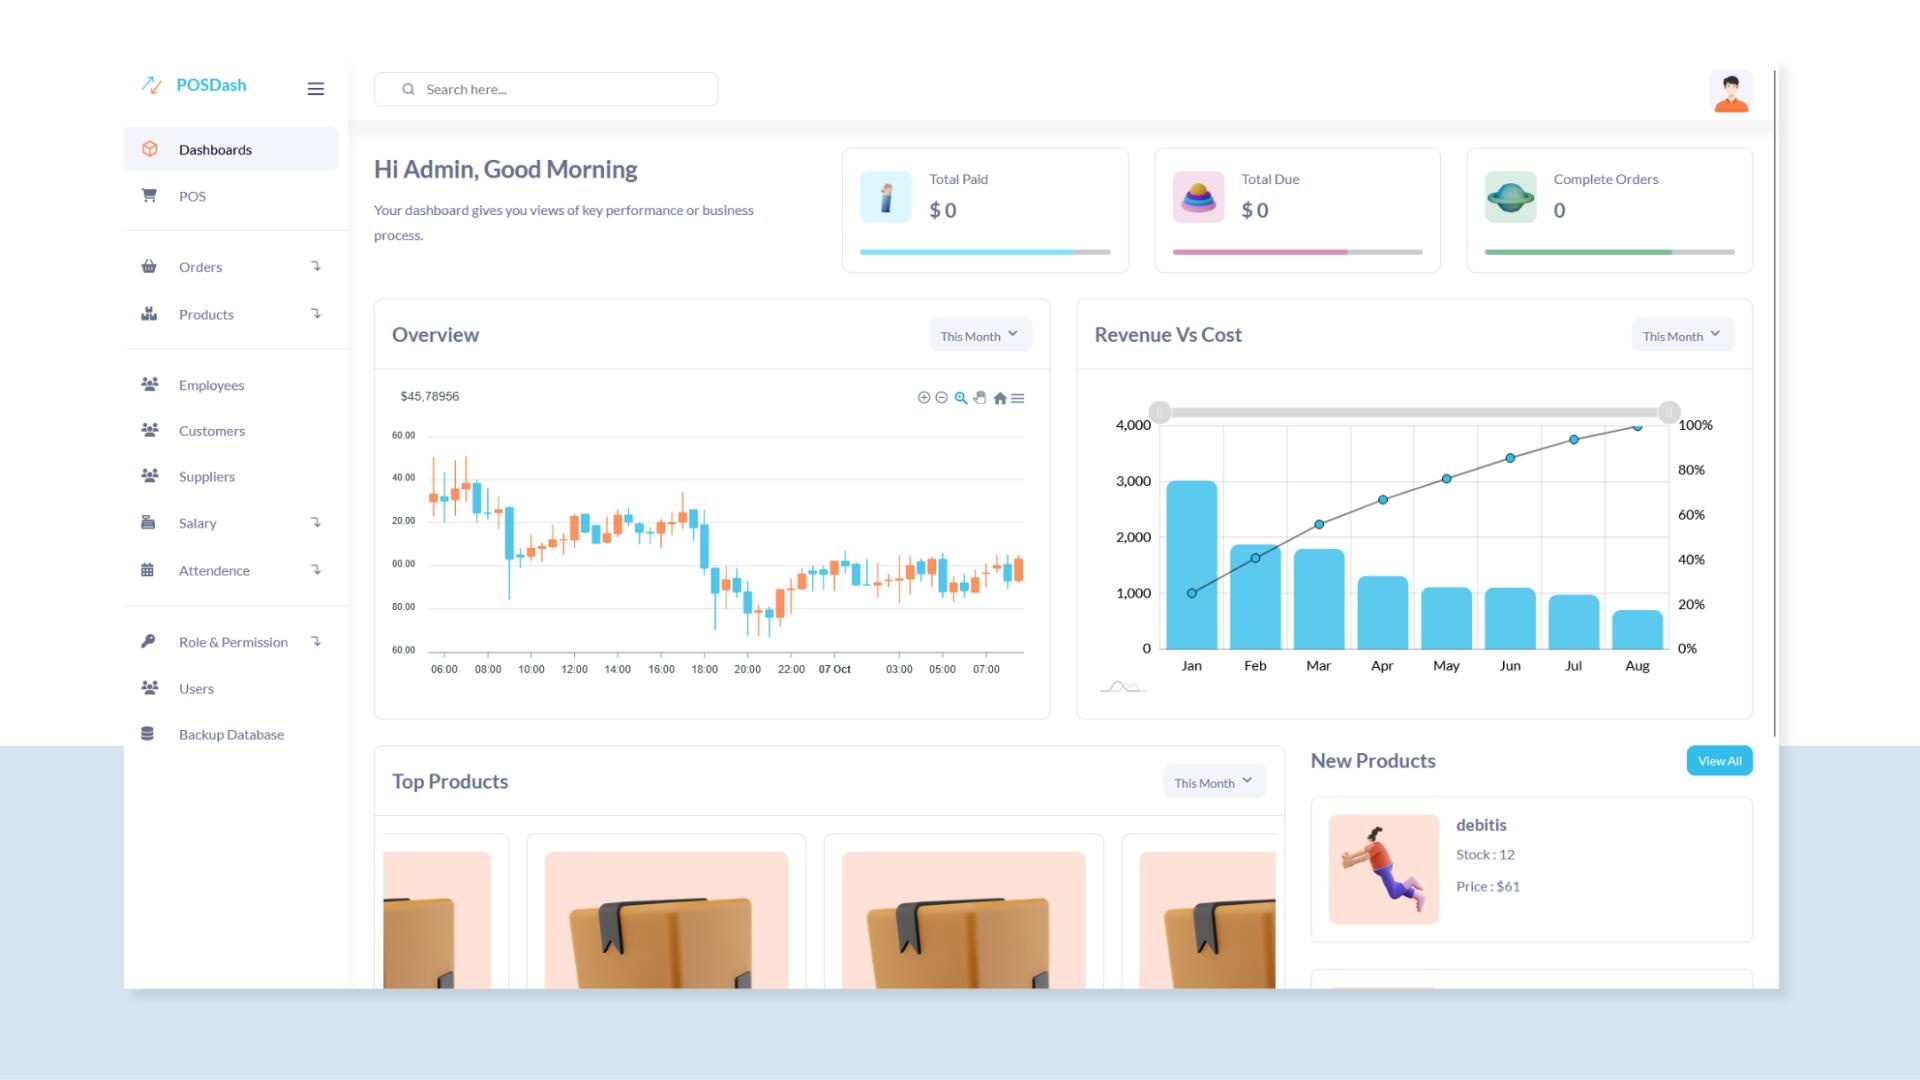 POSDash
Search here...
Dashboards
POS
Orders
Products
Employees
Customers
Suppliers
Salary
Attendence
Role & Permission
Users
Backup Database
Hi Admin, Good Morning
Your dashboard gives you views of key performance or business
process.
Total Paid
$ 0
Total Due
$ 0
Complete Orders
0
Overview
This Month
$45,78956
60.00
40.00
20.00
00.00
80.00
60.00
06:00 08:00 10:00 12:00 14:00 16:00 18:00 20:00 22:00 07 Oct 03:00 05:00 07:00
Revenue Vs Cost
This Month
4,000 100%
80%
3,000
60%
2,000
40%
1,000
20%
0 0%
Jan Feb Mar Apr May Jun Jul Aug
Top Products
This Month
New Products
View All
debitis
Stock : 12
Price : $61